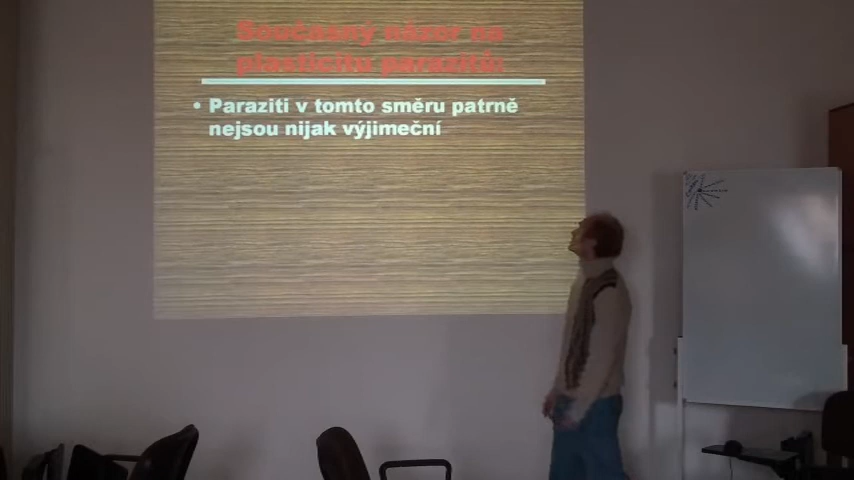 Současný názor na
plasticitu parazitů:
• Paraziti v tomto směru patrně
nejsou nijak výjimeční